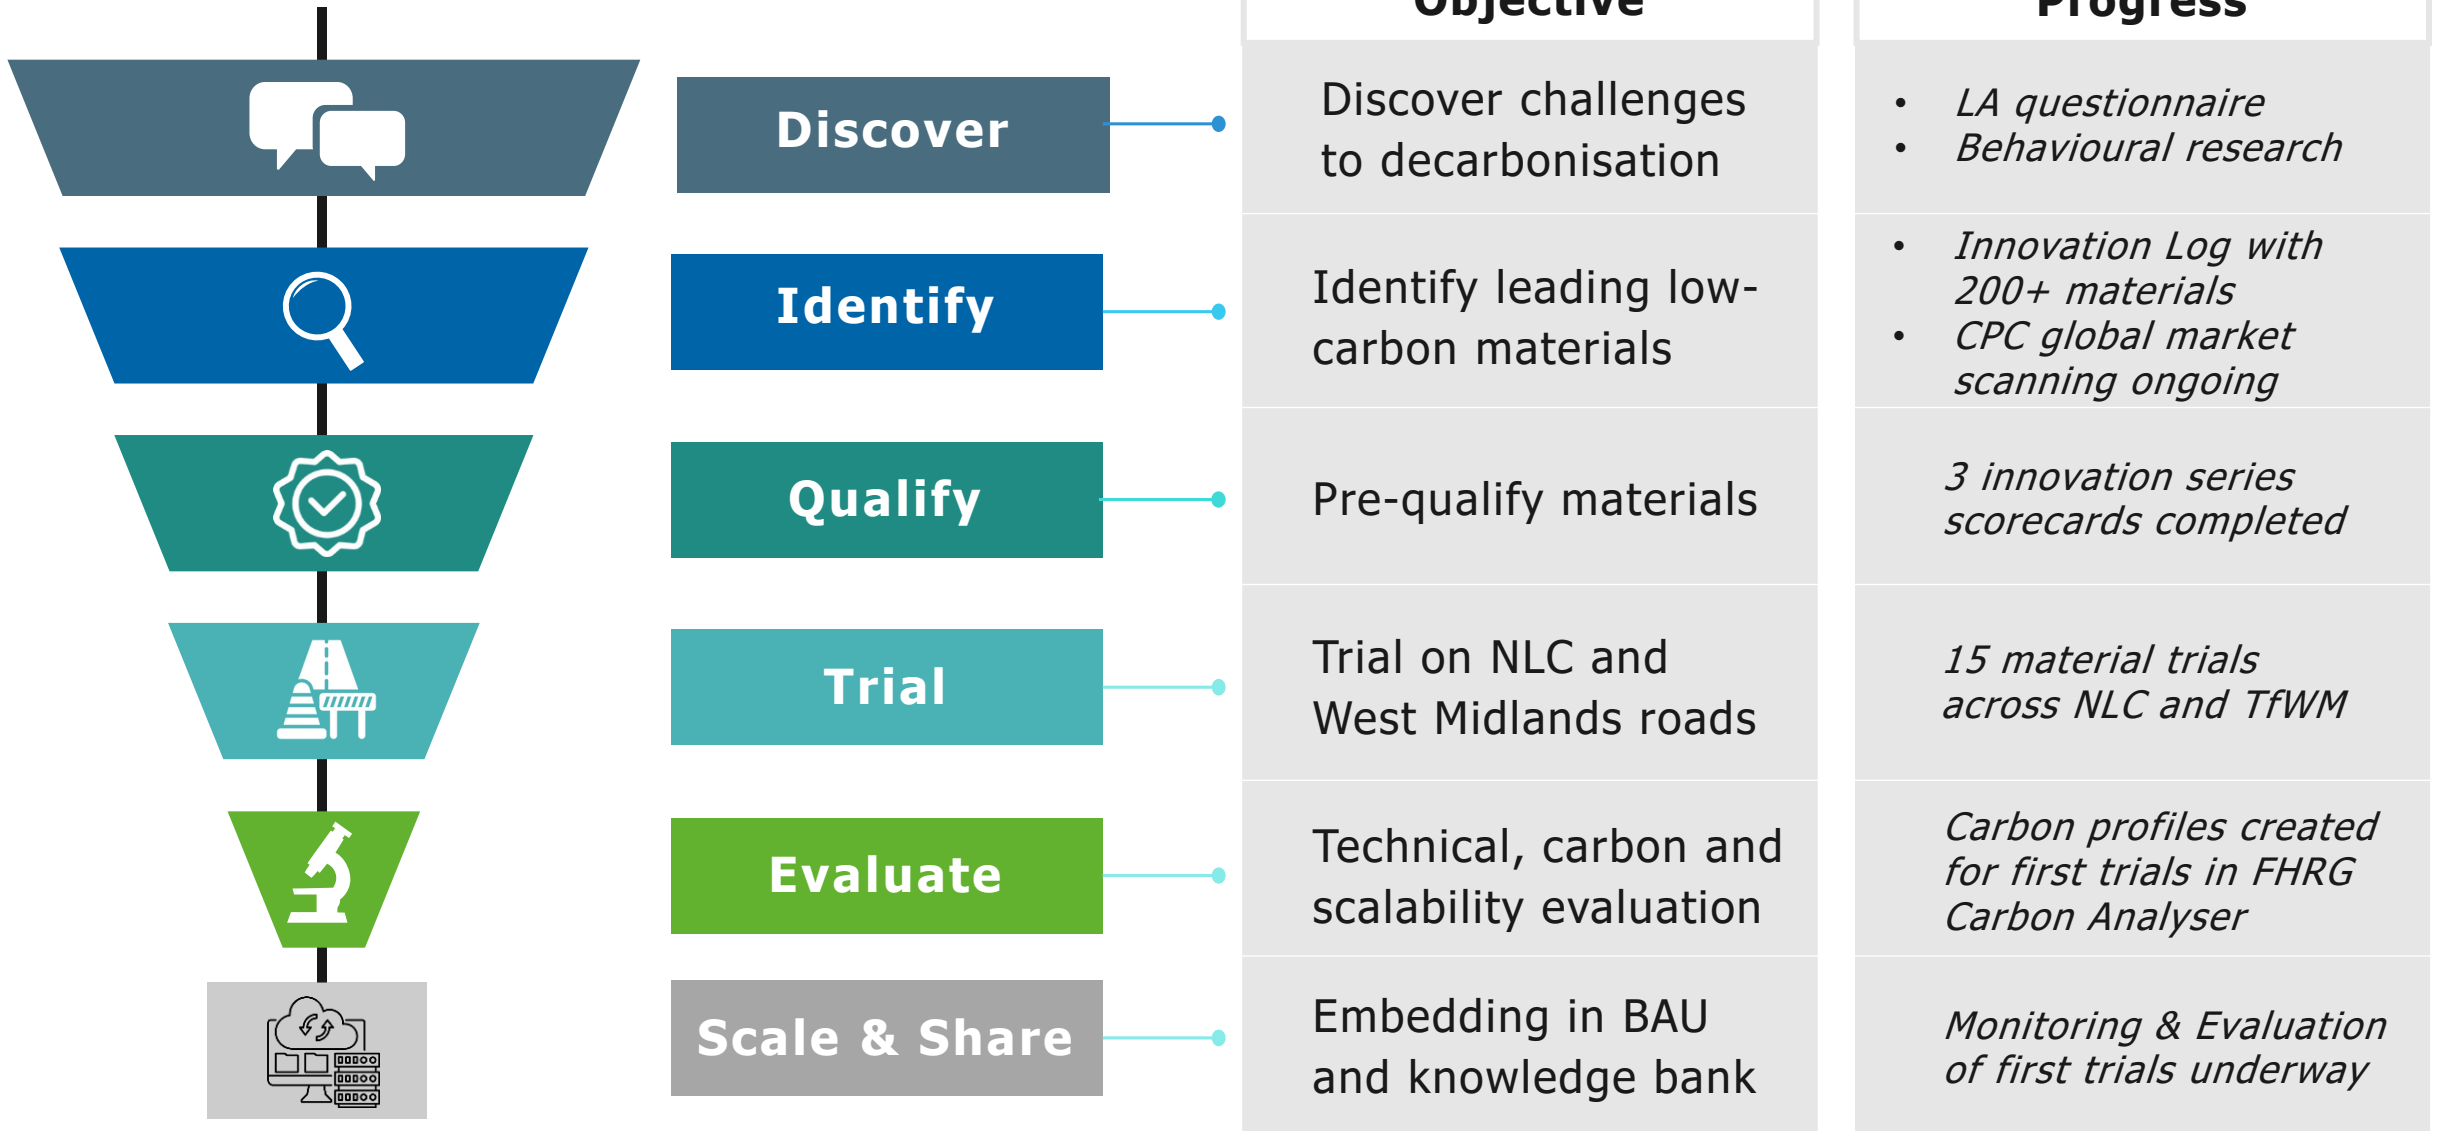 Objective
Progress
Discover
Discover challenges
to decarbonisation
• LA questionnaire
• Behavioural research
Identify
Identify leading low-
carbon materials
• Innovation Log with
200+ materials
• CPC global market
scanning ongoing
Qualify
Pre-qualify materials
3 innovation series
scorecards completed
Trial
Trial on NLC and
West Midlands roads
15 material trials
across NLC and TfWM
Evaluate
Technical, carbon and
scalability evaluation
Carbon profiles created
for first trials in FHRG
Carbon Analyser
Scale & Share
Embedding in BAU
and knowledge bank
Monitoring & Evaluation
of first trials underway